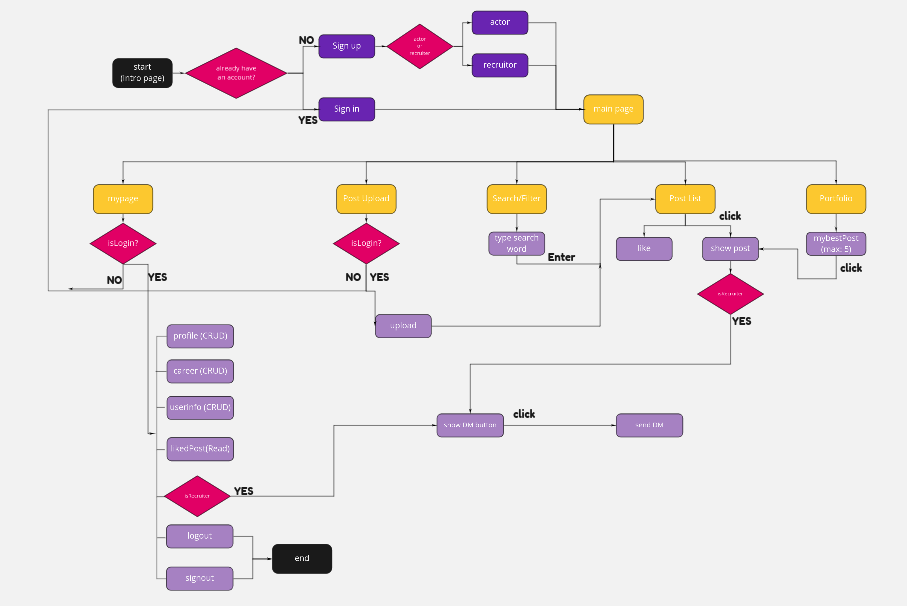 start
(Intro page)
already have
an account?
NO
YES
Sign up
Sign in
actor
or
recruiter
actor
recruitor
main page
mypage
Post Upload
Search/Filter
Post List
Portfolio
isLogin?
NO
YES
isLogin?
NO
YES
type search
word
Enter
click
like
show post
mybestPost
(max: 5)
click
isRecruiter
YES
upload
profile (CRUD)
career (CRUD)
userInfo (CRUD)
likedPost(Read)
isRecruiter
YES
show DM button
click
send DM
logout
signout
end